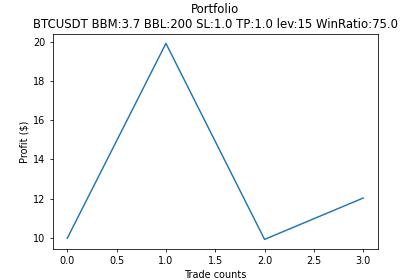 Portfolio
BTCUSDT BBM:3.7 BBL:200 SL:1.0 TP:1.0 lev:15 WinRatio:75.0
20
18
16
14
12
10
Profit ($)
0.0 0.5 1.0 1.5 2.0 2.5 3.0
Trade counts